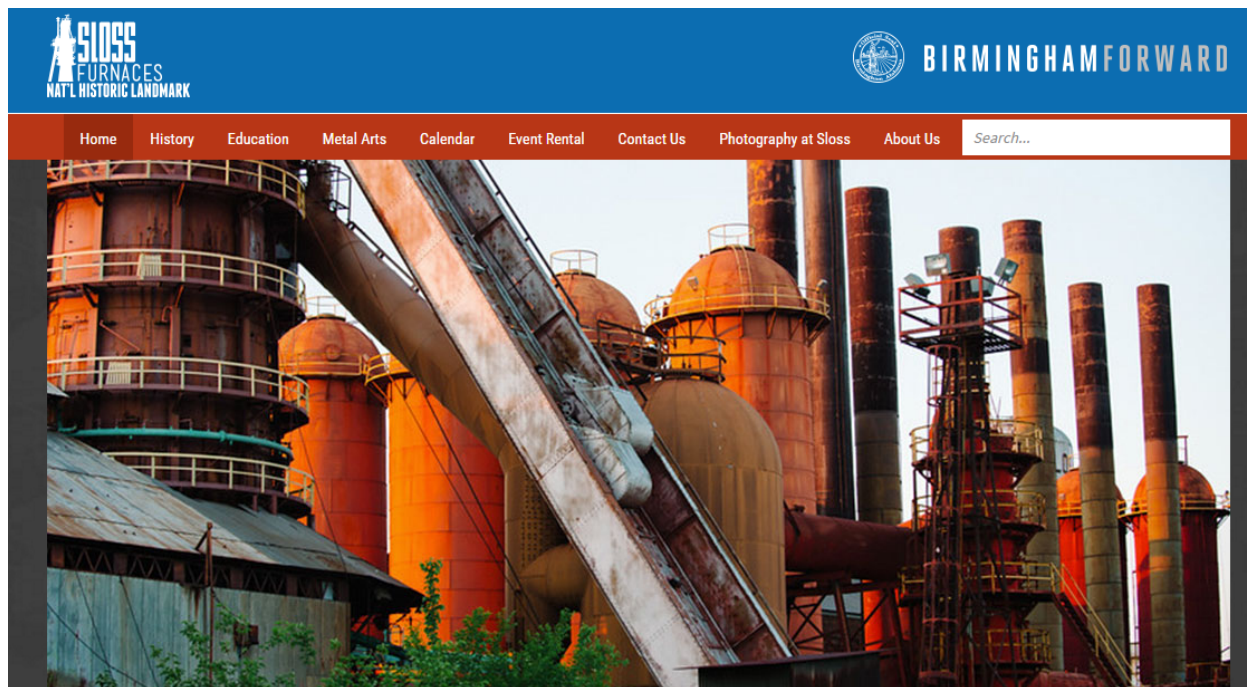 SLOSS
FURNACES
NAT'L HISTORIC LANDMARK
BIRMINGHAMFORWARD
Home History Education Metal Arts Calendar Event Rental Contact Us Photography at Sloss About Us Search...